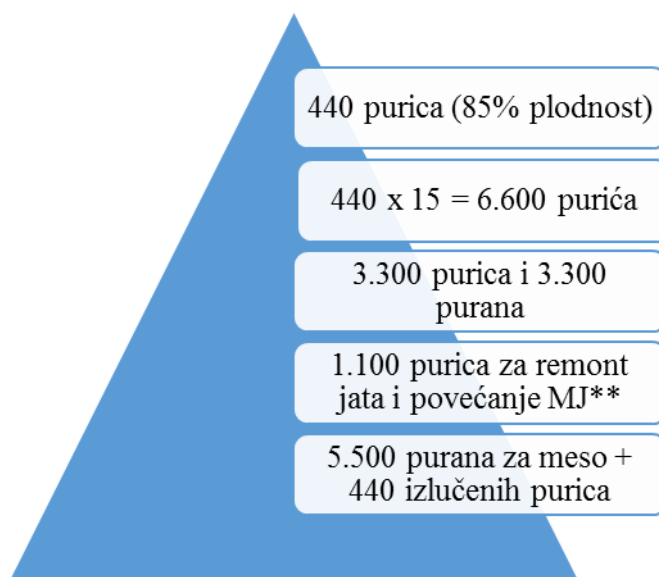 440 purica (85% plodnost)
440 x 15 = 6.600 purića
3.300 purica i 3.300
purana
1.100 purica za remont
jata i povećanje MJ**
5.500 purana za meso +
440 izlučenih purica